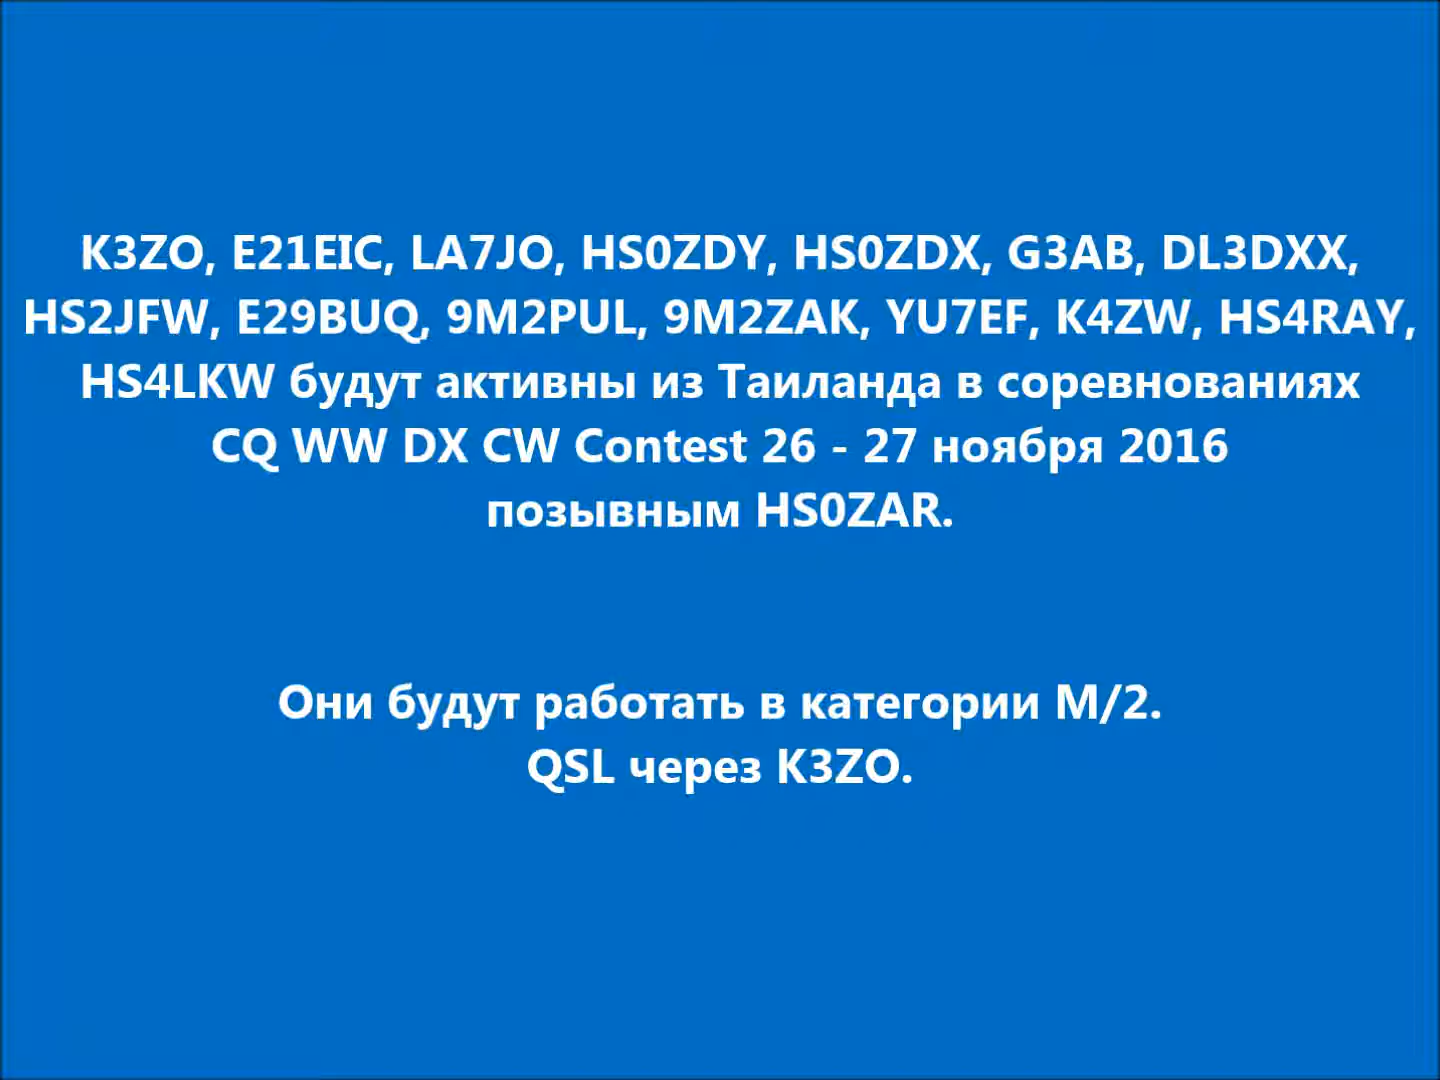 K3ZO, E21EIC, LA7JO, HS0ZDY, HS0ZDX, G3AB, DL3DXX,
HS2JFW, E29BUQ, 9M2PUL, 9M2ZAK, YU7EF, K4ZW, HS4RAY,
HS4LKW будут активны из Таиланда в соревнованиях
CQ WW DX CW Contest 26 - 27 ноября 2016
позывным HS0ZAR.
Они будут работать в категории М/2.
QSL через K3ZO.